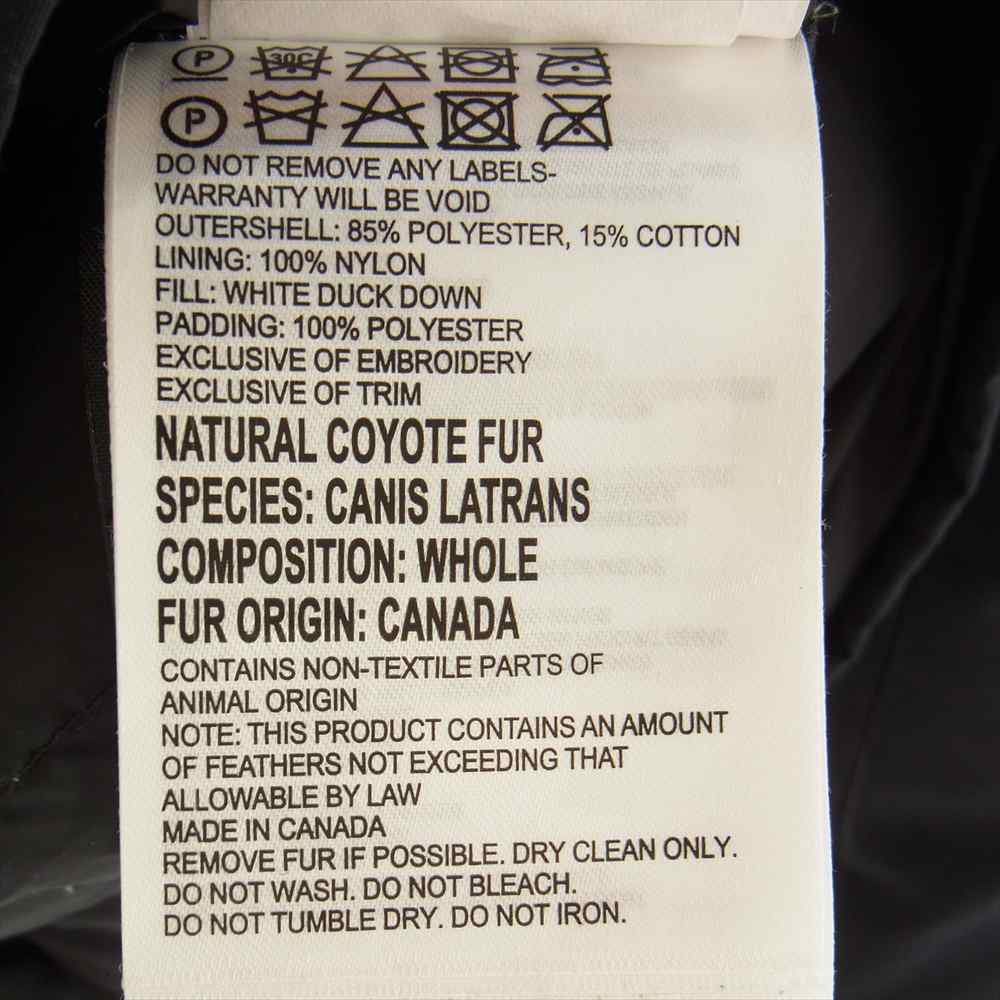 P 30C
P
DO NOT REMOVE ANY LABELS-
WARRANTY WILL BE VOID
OUTERSHELL: 85% POLYESTER, 15% COTTON
LINING: 100% NYLON
FILL: WHITE DUCK DOWN
PADDING: 100% POLYESTER
EXCLUSIVE OF EMBROIDERY
EXCLUSIVE OF TRIM
NATURAL COYOTE FUR
SPECIES: CANIS LATRANS
COMPOSITION: WHOLE
FUR ORIGIN: CANADA
CONTAINS NON-TEXTILE PARTS OF
ANIMAL ORIGIN
NOTE: THIS PRODUCT CONTAINS AN AMOUNT
OF FEATHERS NOT EXCEEDING THAT
ALLOWABLE BY LAW
MADE IN CANADA
REMOVE FUR IF POSSIBLE. DRY CLEAN ONLY.
DO NOT WASH. DO NOT BLEACH.
DO NOT TUMBLE DRY. DO NOT IRON.